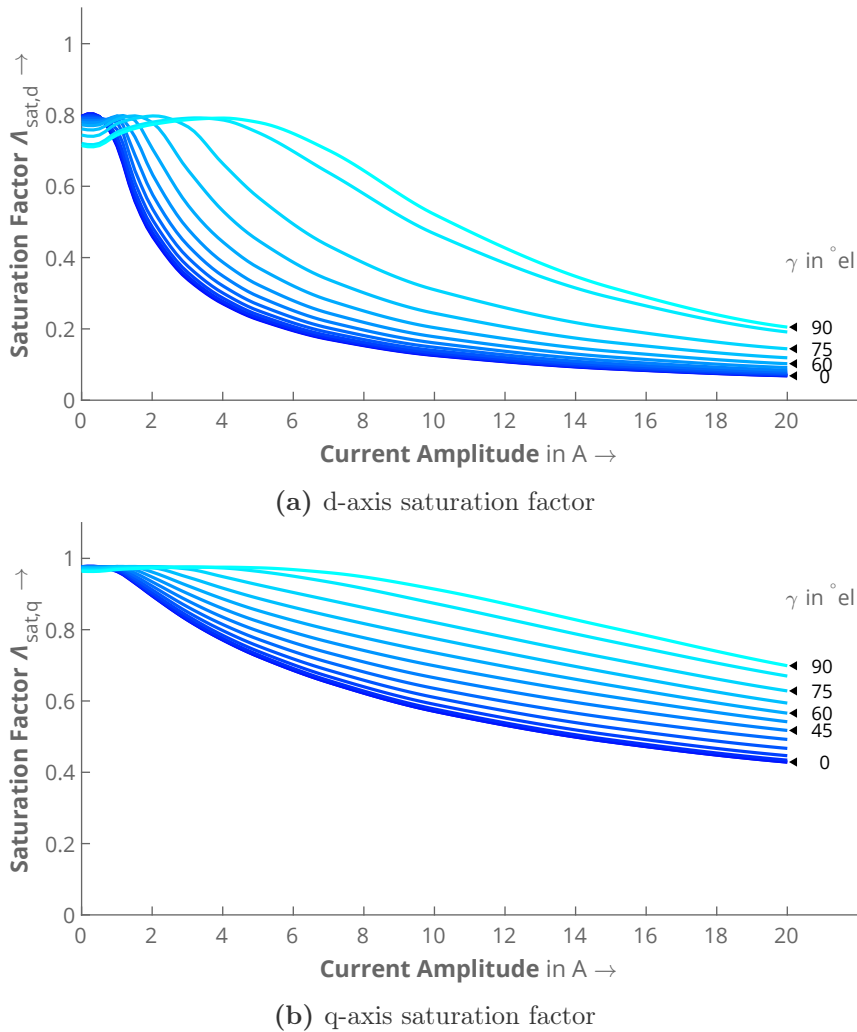 1
0.8
0.6
0.4
0.2
0
Saturation Factor Λsat,d →
γ in °el
90
75
60
0
0 2 4 6 8 10 12 14 16 18 20
Current Amplitude in A →
(a) d-axis saturation factor
1
0.8
0.6
0.4
0.2
0
Saturation Factor Λsat,q →
γ in °el
90
75
60
45
0
0 2 4 6 8 10 12 14 16 18 20
Current Amplitude in A →
(b) q-axis saturation factor